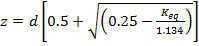 z = d [0.5 + √((0.25 − K_eq/1.134))]